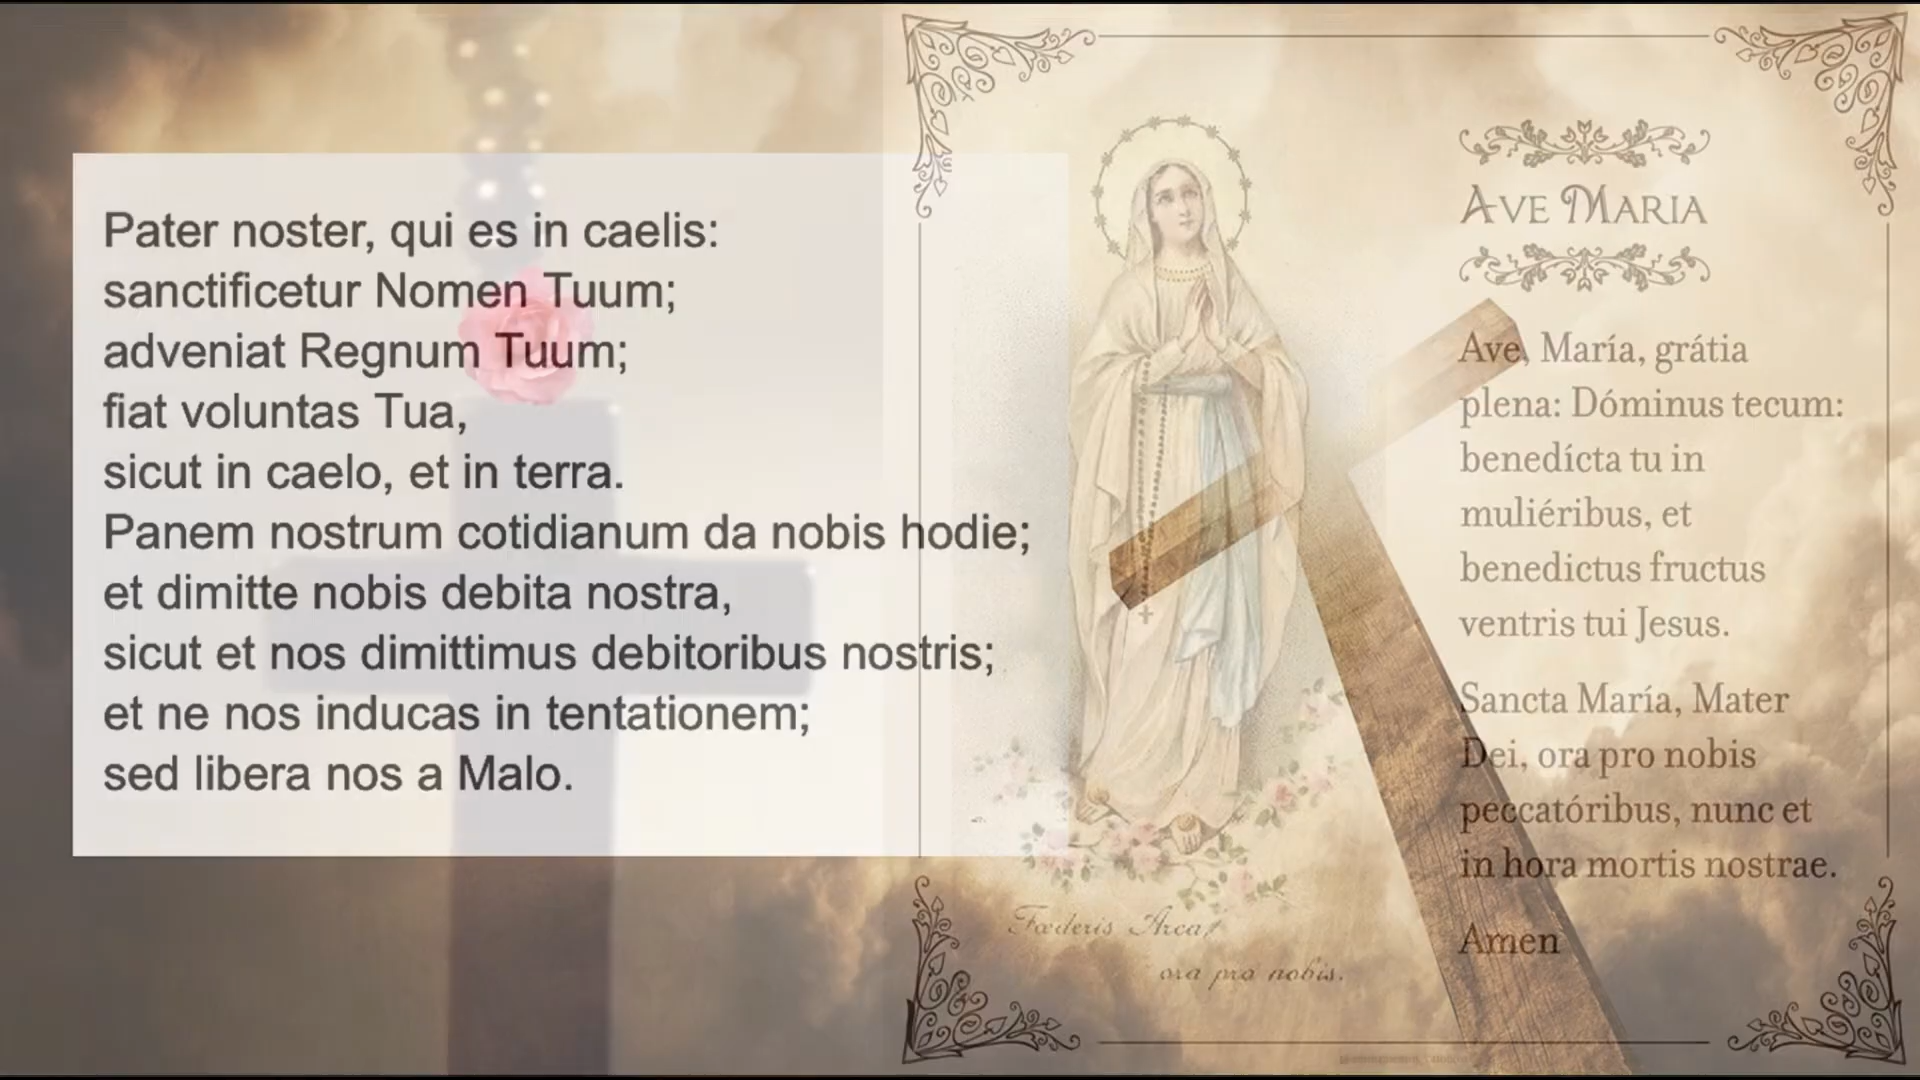 Pater noster, qui es in caelis:
sanctificetur Nomen Tuum;
adveniat Regnum Tuum;
fiat voluntas Tua,
sicut in caelo, et in terra.
Panem nostrum cotidianum da nobis hodie;
et dimitte nobis debita nostra,
sicut et nos dimittimus debitoribus nostris;
et ne nos inducas in tentationem;
sed libera nos a Malo.
AVE MARIA
Ave, María, grátia
plena: Dóminus tecum:
benedícta tu in
muliéribus, et
benedictus fructus
ventris tui Jesus.
Sancta María, Mater
Dei, ora pro nobis
peccatóribus, nunc et
in hora mortis nostrae.
Amen
Fœderis Arca,
ora pro nobis.